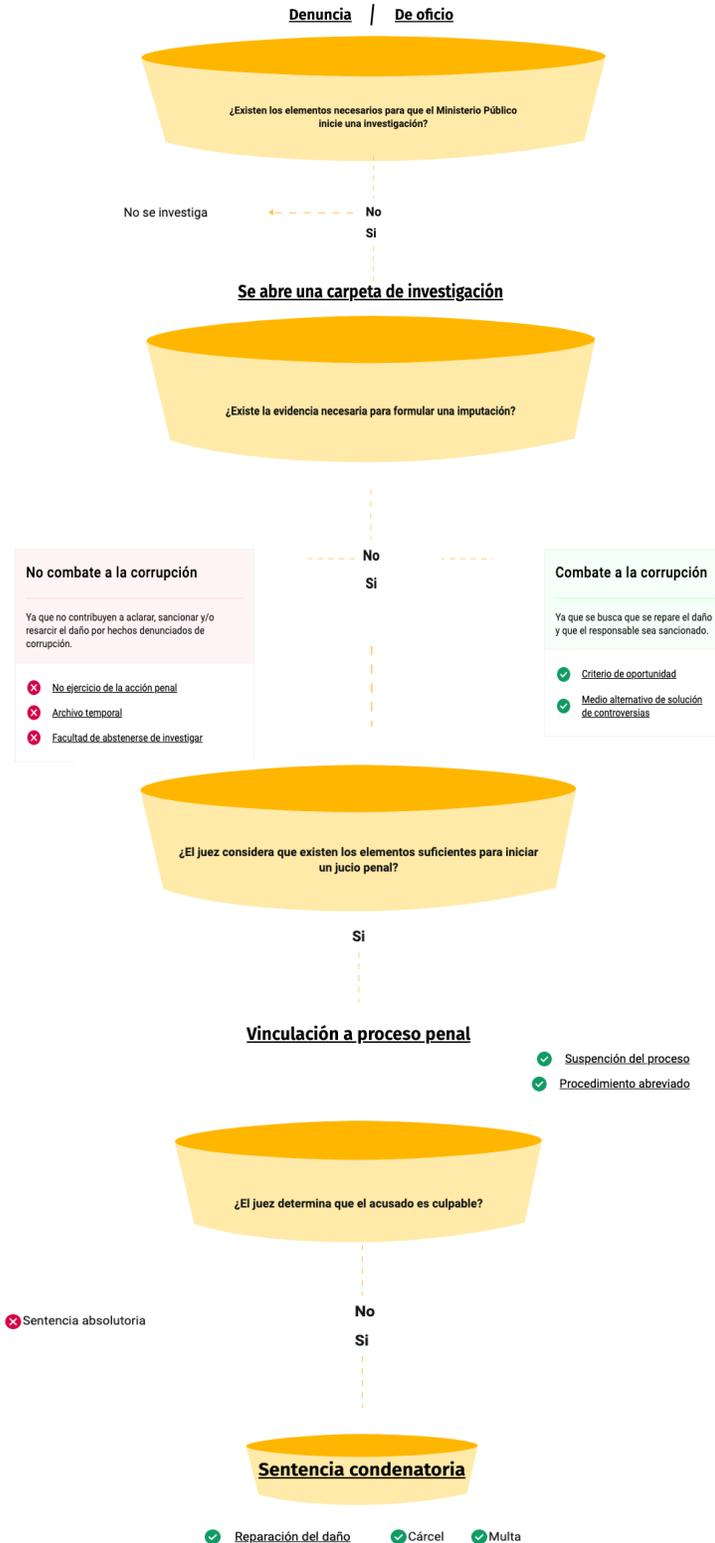 Denuncia / De oficio
¿Existen los elementos necesarios para que el Ministerio Público
inicie una investigación?
No se investiga
No
Si
Se abre una carpeta de investigación
¿Existe la evidencia necesaria para formular una imputación?
No
Si
No combate a la corrupción
Ya que no contribuyen a aclarar, sancionar y/o
resarcir el daño por hechos denunciados de
corrupción.
No ejercicio de la acción penal
Archivo temporal
Facultad de abstenerse de investigar
Combate a la corrupción
Ya que se busca que se repare el daño
y que el responsable sea sancionado.
Criterio de oportunidad
Medio alternativo de solución
de controversias
¿El juez considera que existen los elementos suficientes para iniciar
un jucio penal?
Si
Vinculación a proceso penal
Suspención del proceso
Procedimiento abreviado
¿El juez determina que el acusado es culpable?
No
Sentencia absolutoria
Si
Sentencia condenatoria
Reparación del daño
Cárcel
Multa